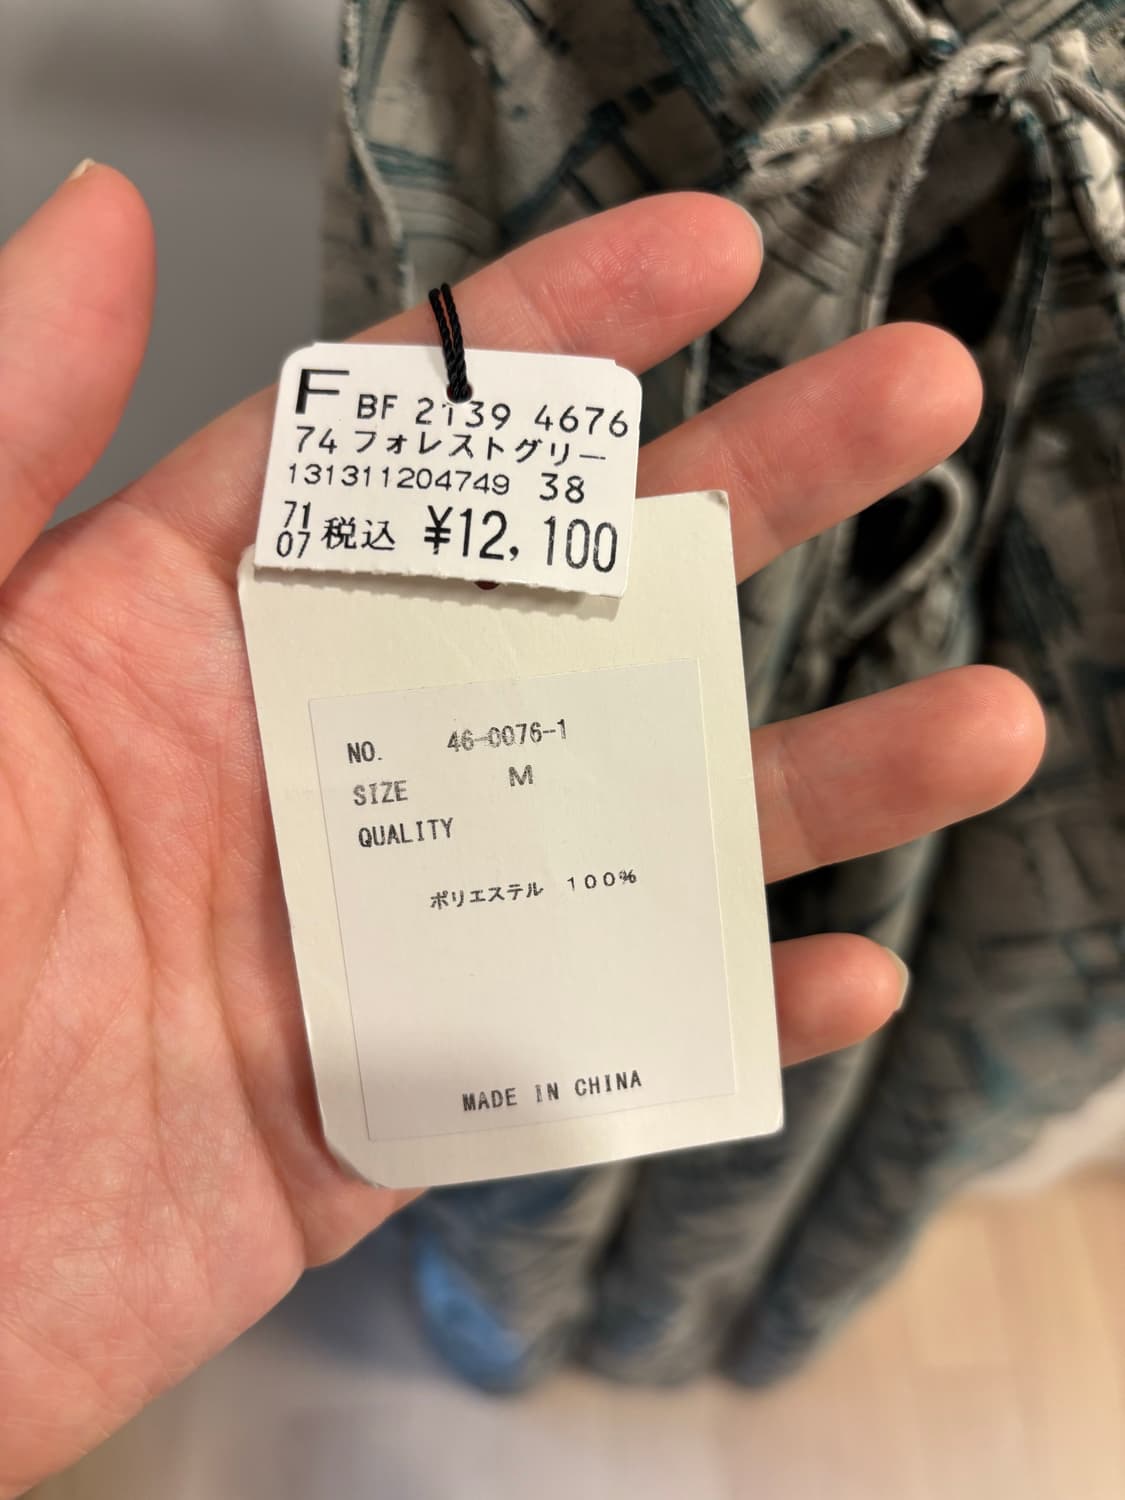 F BF 2139 4676
74 フォレストグリー
131311204749 38
71
07 税込 ¥12,100
NO. 46-0076-1
SIZE M
QUALITY
ポリエステル 100%
MADE IN CHINA